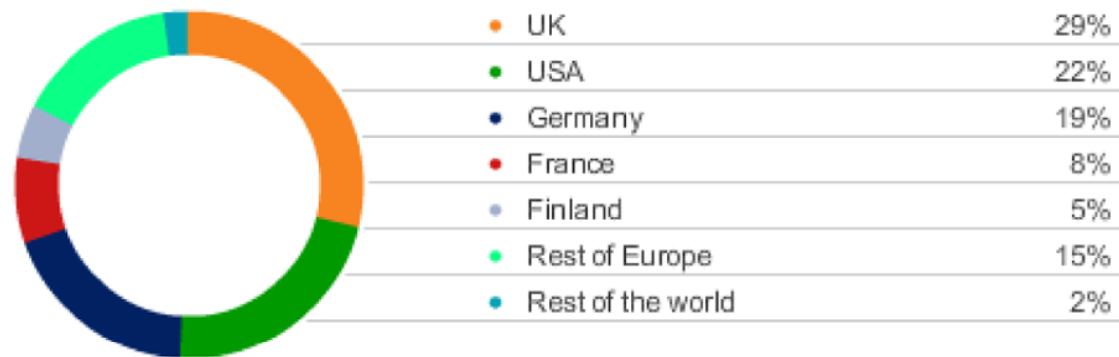 UK 29%
USA 22%
Germany 19%
France 8%
Finland 5%
Rest of Europe 15%
Rest of the world 2%